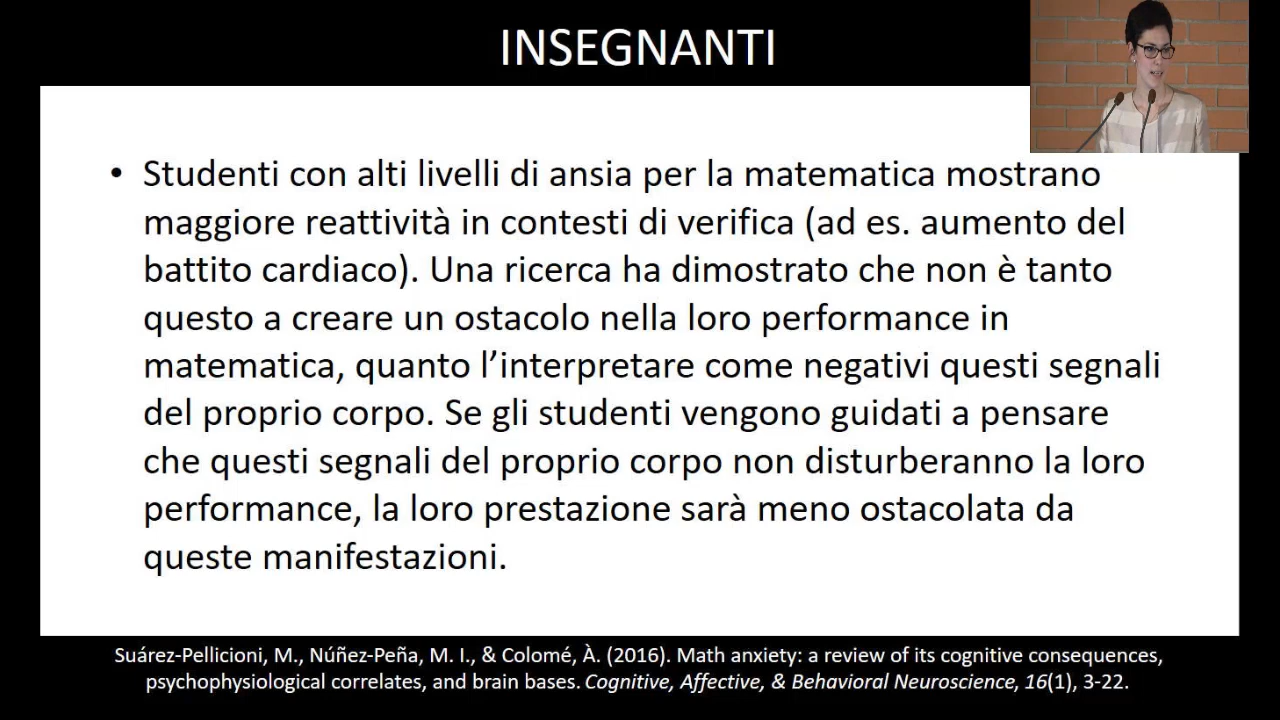 INSEGNANTI
• Studenti con alti livelli di ansia per la matematica mostrano
maggiore reattività in contesti di verifica (ad es. aumento del
battito cardiaco). Una ricerca ha dimostrato che non è tanto
questo a creare un ostacolo nella loro performance in
matematica, quanto l’interpretare come negativi questi segnali
del proprio corpo. Se gli studenti vengono guidati a pensare
che questi segnali del proprio corpo non disturberanno la loro
performance, la loro prestazione sarà meno ostacolata da
queste manifestazioni.
Suárez-Pellicioni, M., Núñez-Peña, M. I., & Colomé, À. (2016). Math anxiety: a review of its cognitive consequences,
psychophysiological correlates, and brain bases. Cognitive, Affective, & Behavioral Neuroscience, 16(1), 3-22.